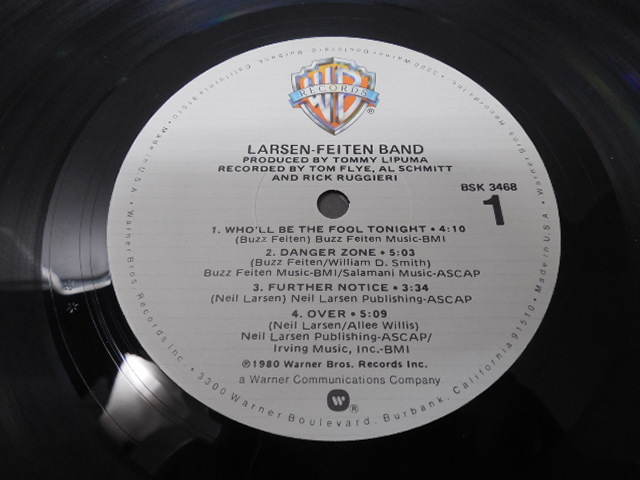 WB
RECORDS
®
LARSEN-FEITEN BAND
PRODUCED BY TOMMY LIPUMA
RECORDED BY TOM FLYE, AL SCHMITT
AND RICK RUGGIERI
BSK 3468
1
1. WHO'LL BE THE FOOL TONIGHT • 4:10
(Buzz Feiten) Buzz Feiten Music-BMI
2. DANGER ZONE • 5:03
(Buzz Feiten/William D. Smith)
Buzz Feiten Music-BMI/Salamani Music-ASCAP
3. FURTHER NOTICE • 3:34
(Neil Larsen) Neil Larsen Publishing-ASCAP
4. OVER • 5:09
(Neil Larsen/Allee Willis)
Neil Larsen Publishing-ASCAP/
Irving Music, Inc.-BMI
℗1980 Warner Bros. Records Inc.
a Warner Communications Company
®
Warner Bros. Records Inc. • 3300 Warner Boulevard, Burbank, California 91510 • Made in U.S.A.